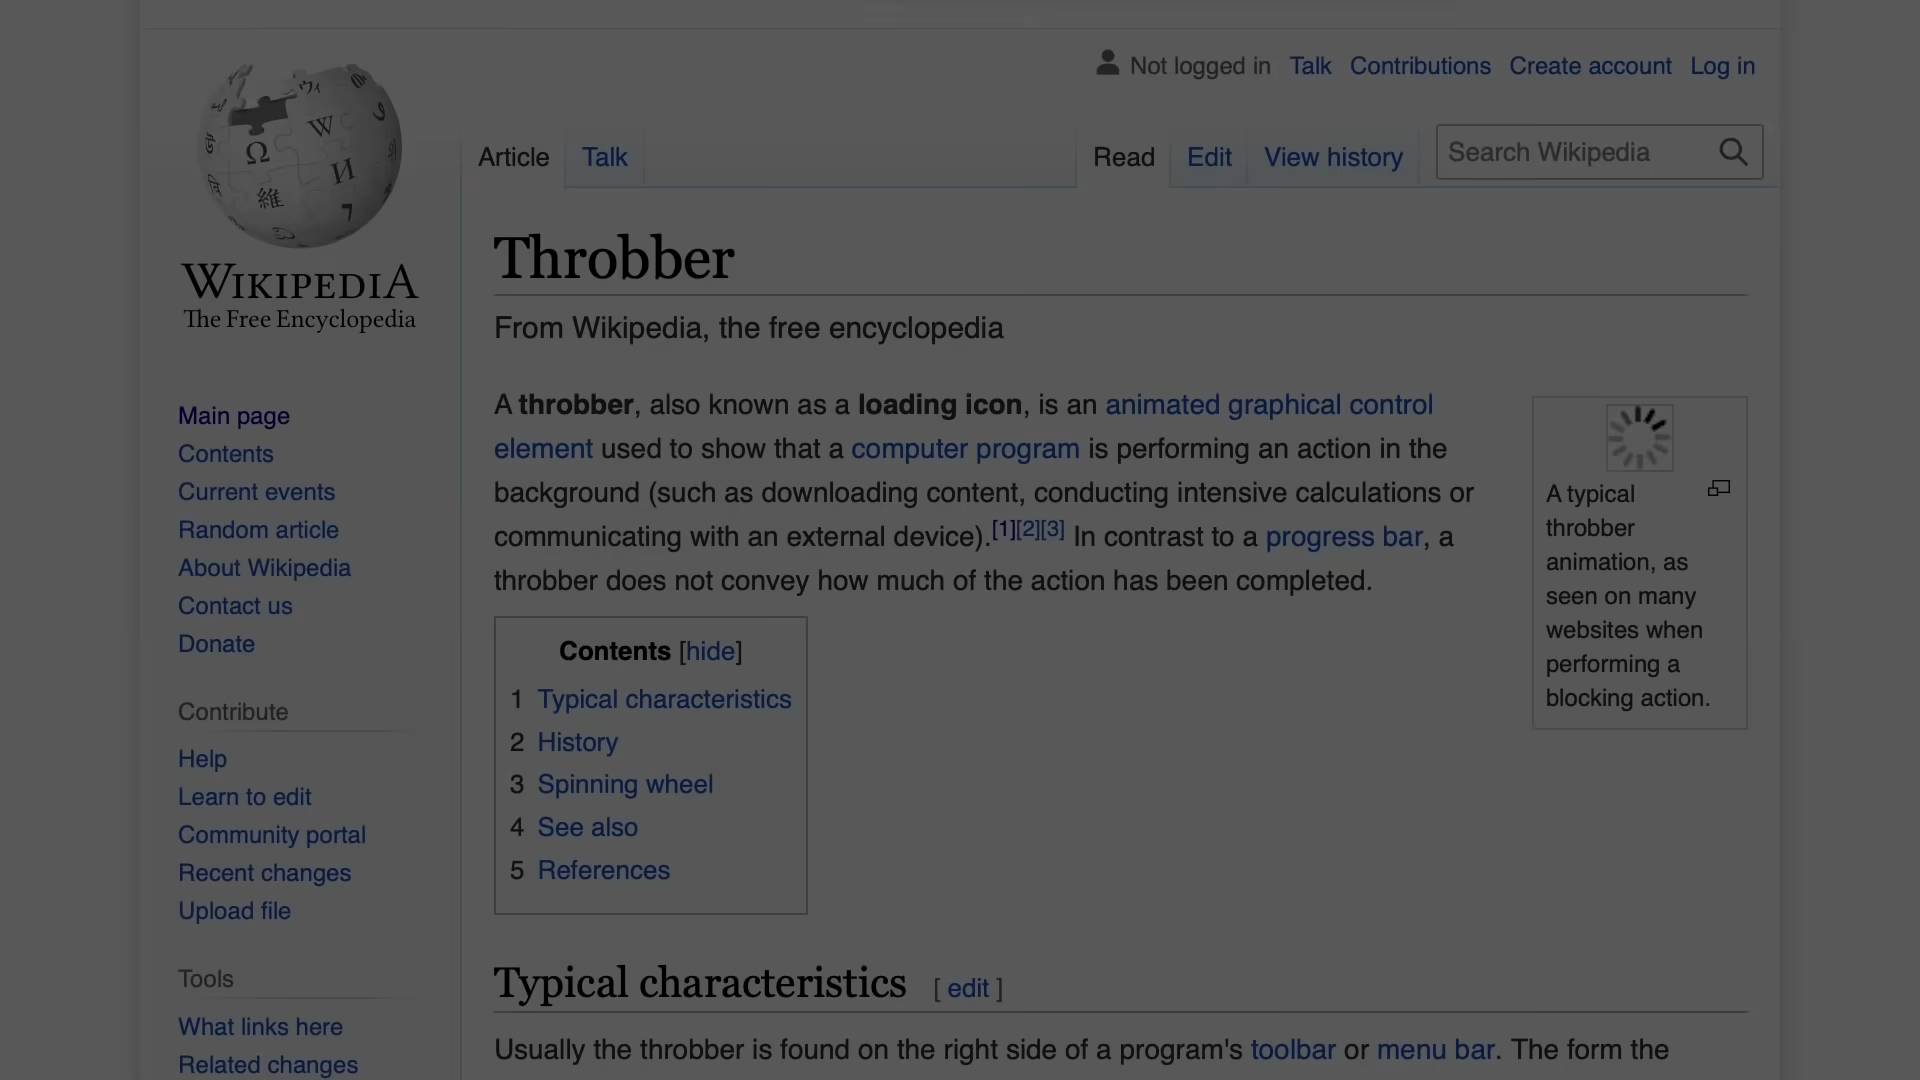 Not logged in Talk Contributions Create account Log in
Article Talk Read Edit View history Search Wikipedia
Ω W И 維 ウィ ר
WIKIPEDIA
The Free Encyclopedia
Main page
Contents
Current events
Random article
About Wikipedia
Contact us
Donate
Contribute
Help
Learn to edit
Community portal
Recent changes
Upload file
Tools
What links here
Related changes
Throbber
From Wikipedia, the free encyclopedia
A throbber, also known as a loading icon, is an animated graphical control
element used to show that a computer program is performing an action in the
background (such as downloading content, conducting intensive calculations or
communicating with an external device).[1][2][3] In contrast to a progress bar, a
throbber does not convey how much of the action has been completed.
A typical
throbber
animation, as
seen on many
websites when
performing a
blocking action.
Contents [hide]
1 Typical characteristics
2 History
3 Spinning wheel
4 See also
5 References
Typical characteristics [ edit ]
Usually the throbber is found on the right side of a program's toolbar or menu bar. The form the